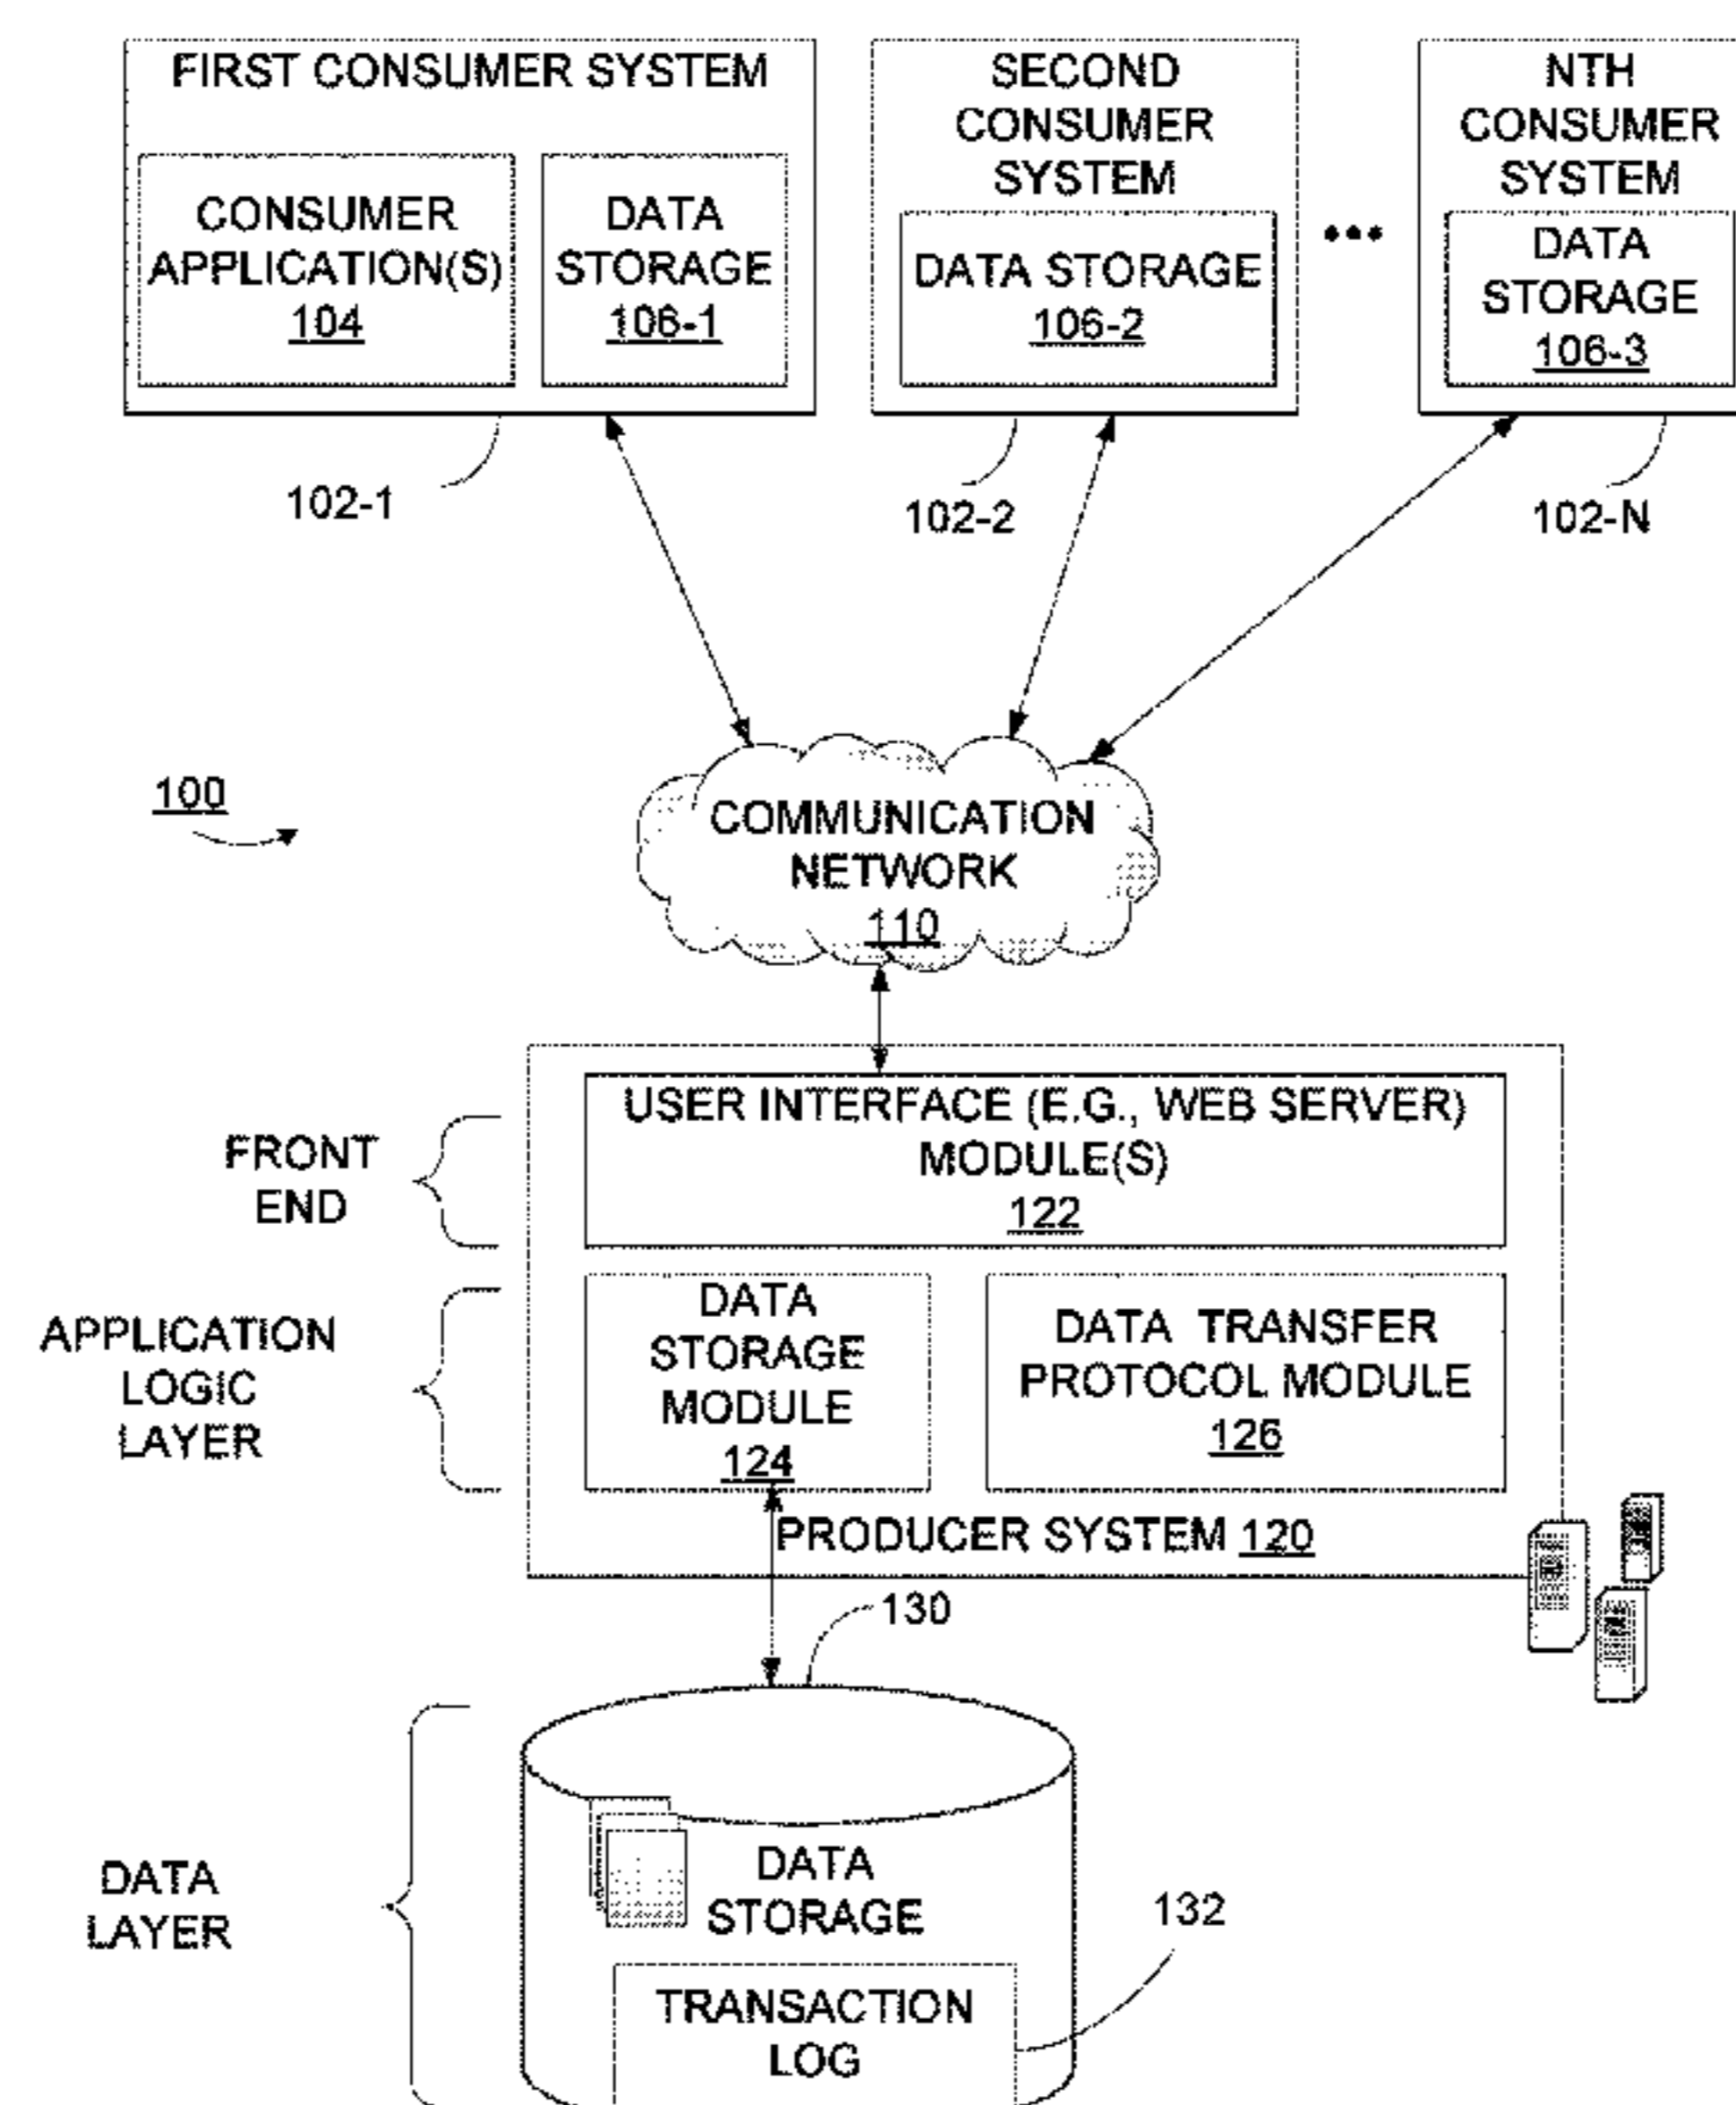 FIRST CONSUMER SYSTEM
CONSUMER
APPLICATION(S)
104
DATA
STORAGE
106-1
102-1
SECOND
CONSUMER
SYSTEM
DATA STORAGE
106-2
102-2
•••
NTH
CONSUMER
SYSTEM
DATA
STORAGE
106-3
102-N
100
COMMUNICATION
NETWORK
110
FRONT
END
USER INTERFACE (E.G., WEB SERVER)
MODULE(S)
122
APPLICATION
LOGIC
LAYER
DATA
STORAGE
MODULE
124
DATA TRANSFER
PROTOCOL MODULE
126
PRODUCER SYSTEM 120
130
DATA
LAYER
DATA
STORAGE
132
TRANSACTION
LOG